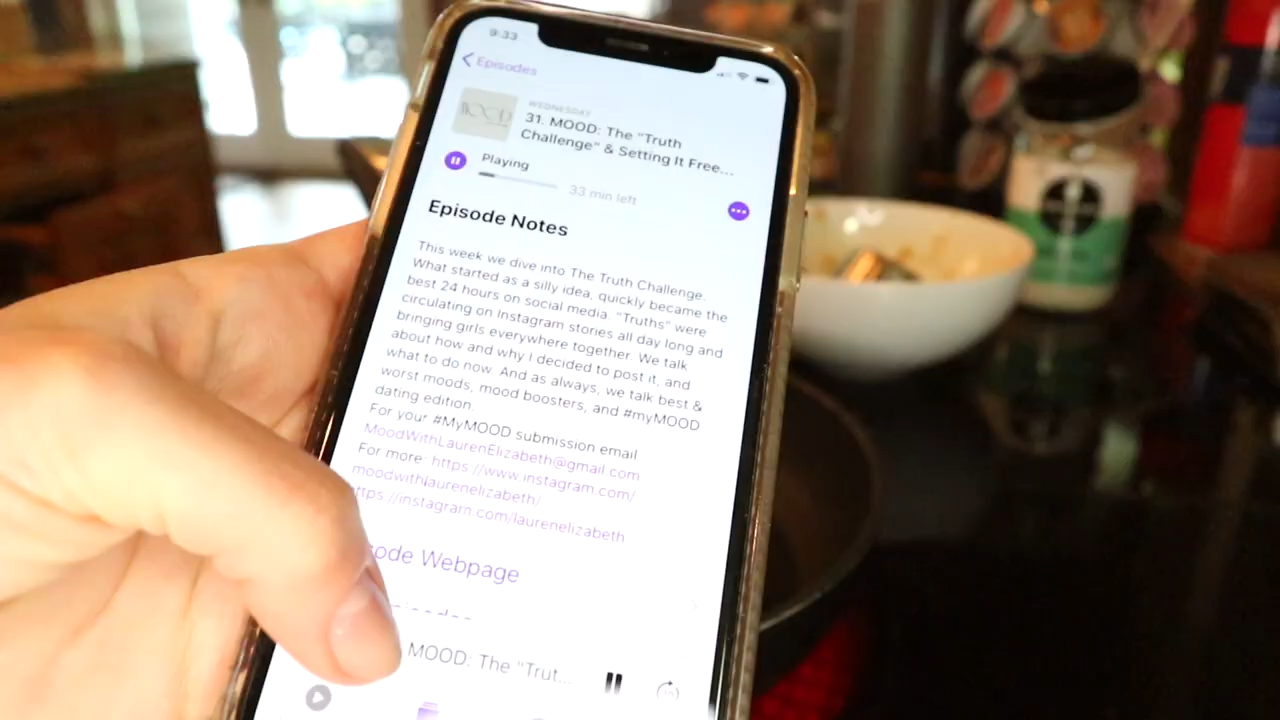 9:33
Episodes
MOOD
WEDNESDAY
31. MOOD: The "Truth
Challenge" & Setting It Free...
Playing
33 min left
Episode Notes
This week we dive into The Truth Challenge.
What started as a silly idea, quickly became the
best 24 hours on social media. "Truths" were
circulating on Instagram stories all day long and
bringing girls everywhere together. We talk
about how and why I decided to post it, and
what to do now. And as always, we talk best &
worst moods, mood boosters, and #myMOOD
dating edition.
For your #MyMOOD submission email
MoodWithLaurenElizabeth@gmail.com
For more: https://www.instagram.com/
moodwithlaurenelizabeth/
ttps://instagram.com/laurenelizabeth
sode Webpage
MOOD: The "Trut...